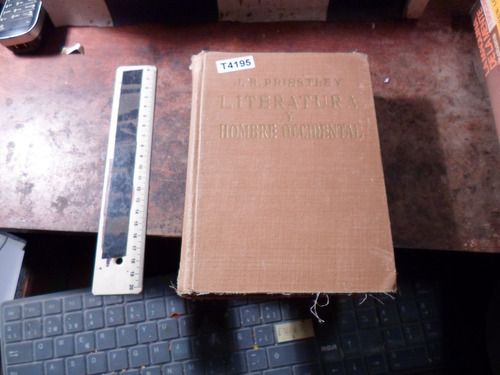 T4195
J. B. PRIESTLEY
LITERATURA
Y
HOMBRE OCCIDENTAL